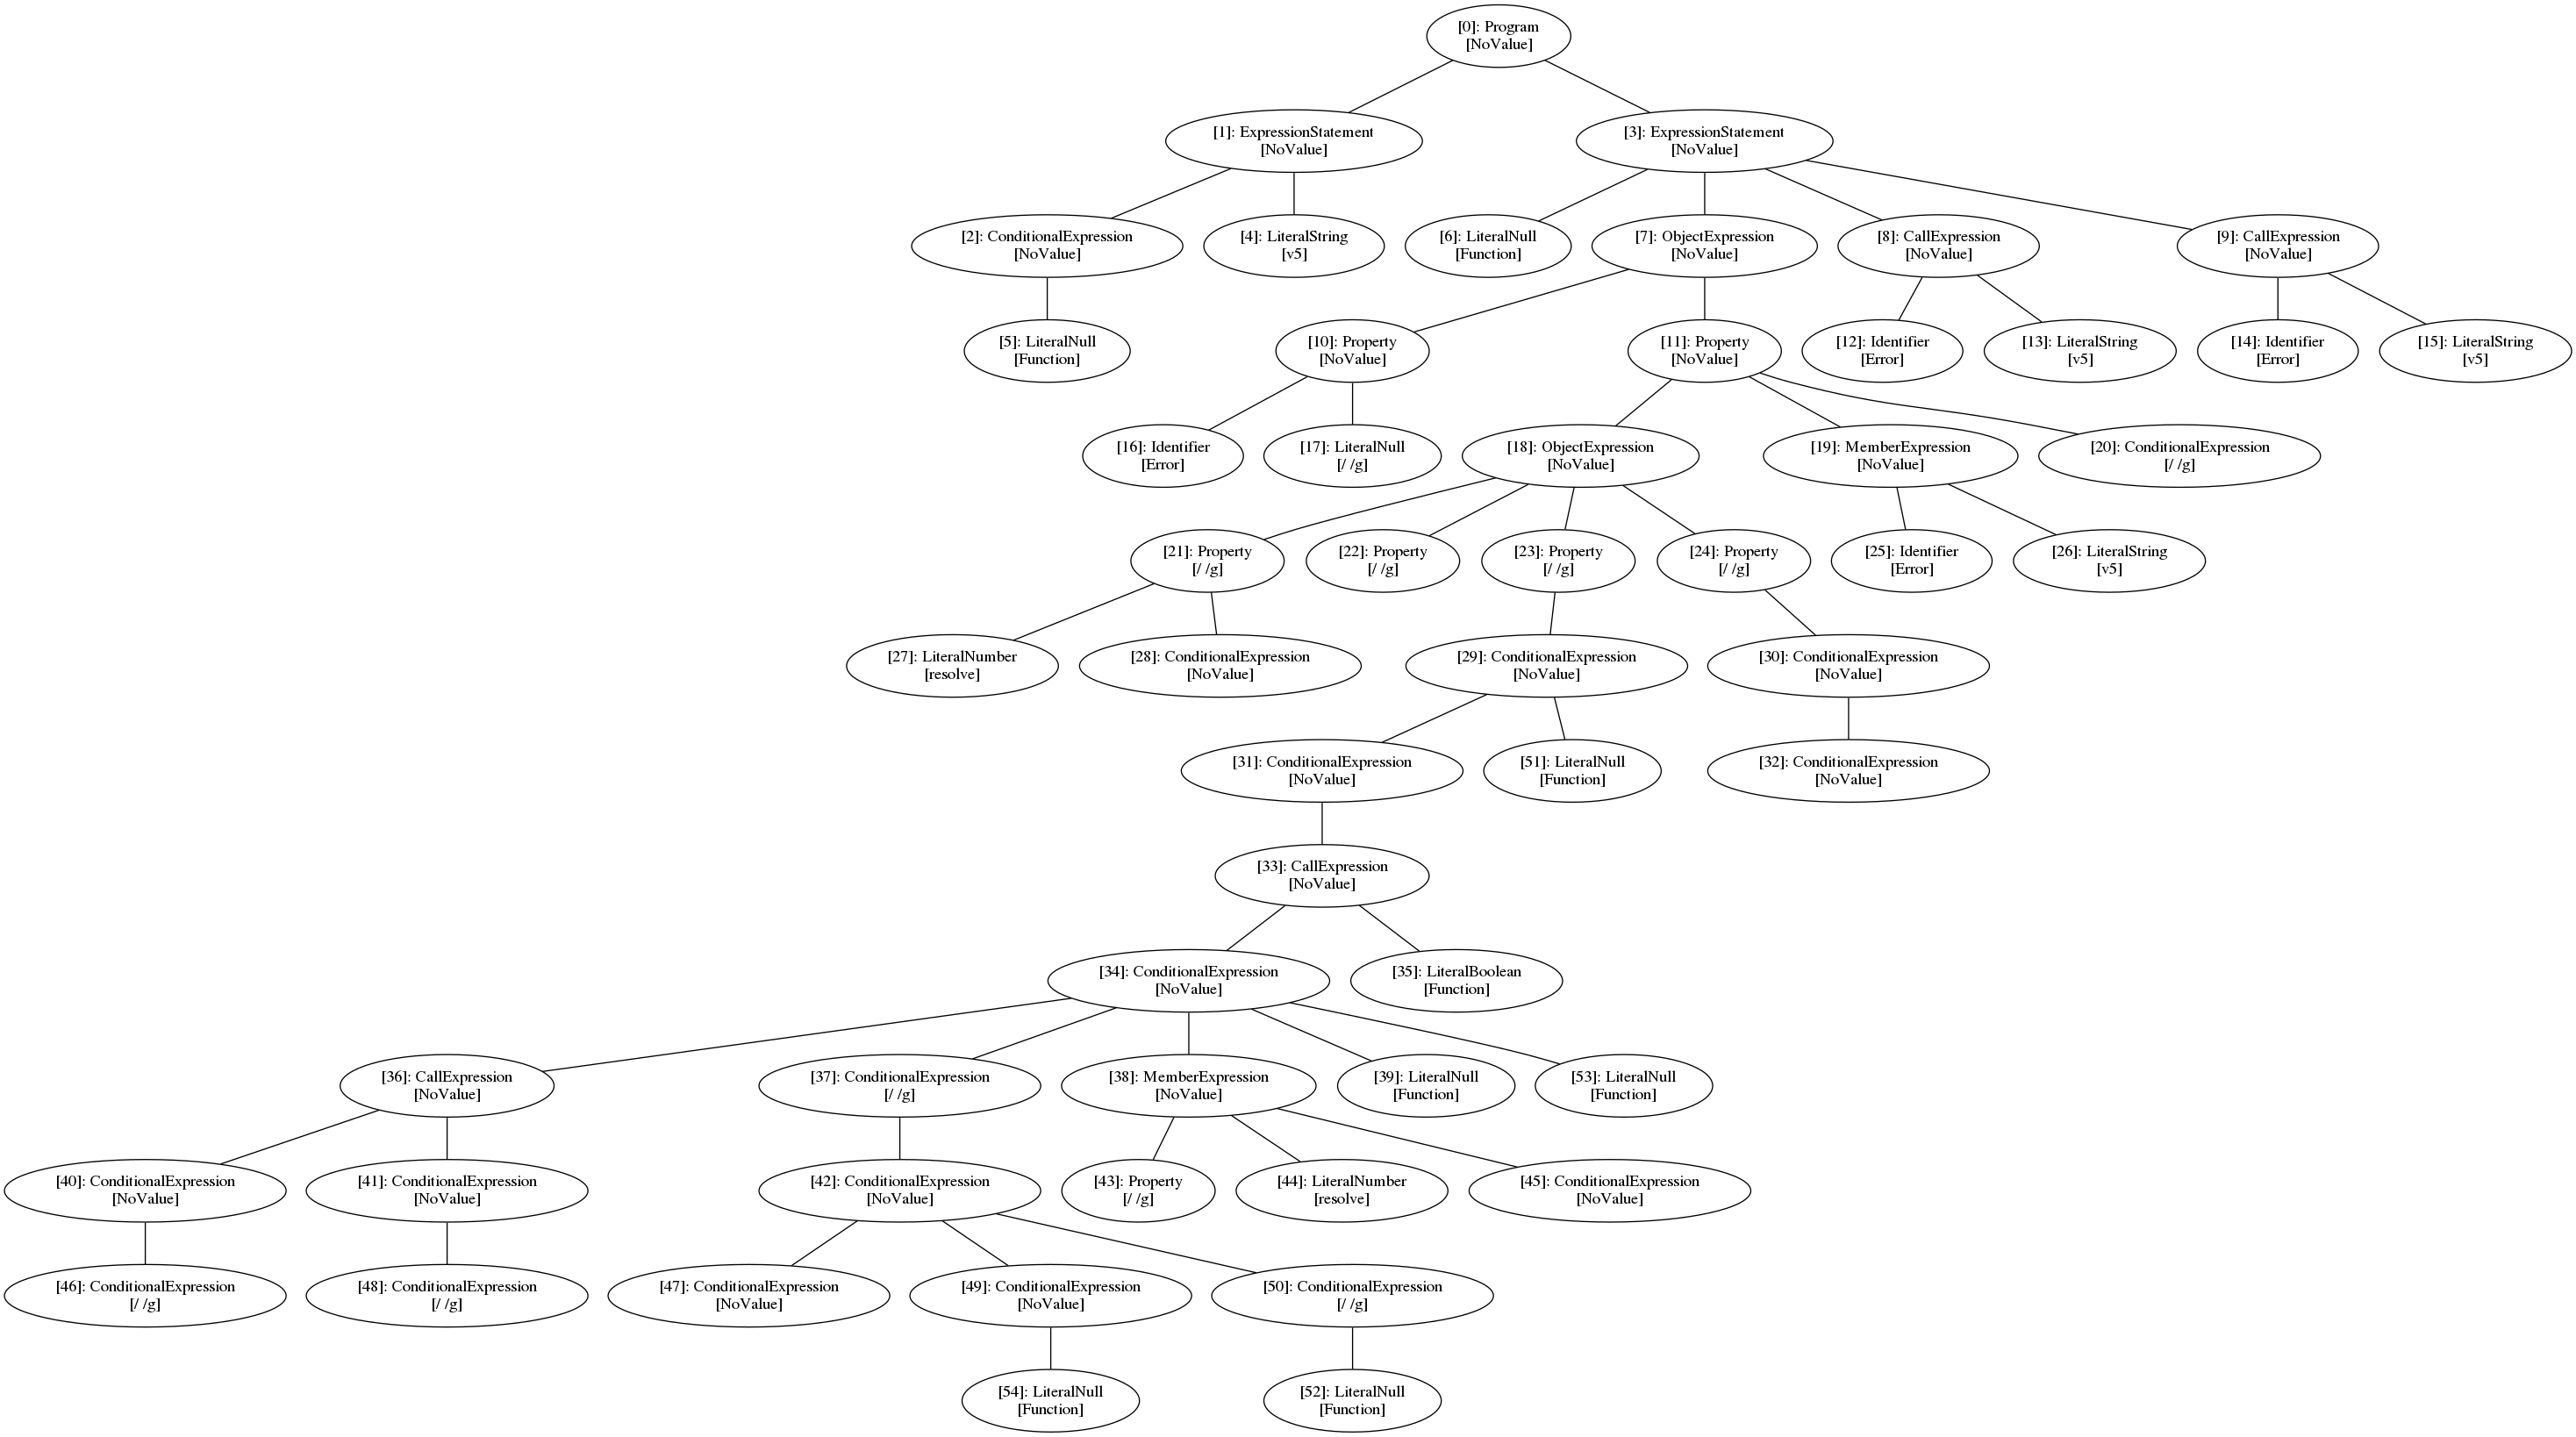 [0]: Program
[NoValue]
[1]: ExpressionStatement
[NoValue]
[3]: ExpressionStatement
[NoValue]
[2]: ConditionalExpression
[NoValue]
[4]: LiteralString
[v5]
[6]: LiteralNull
[Function]
[7]: ObjectExpression
[NoValue]
[8]: CallExpression
[NoValue]
[9]: CallExpression
[NoValue]
[5]: LiteralNull
[Function]
[10]: Property
[NoValue]
[11]: Property
[NoValue]
[12]: Identifier
[Error]
[13]: LiteralString
[v5]
[14]: Identifier
[Error]
[15]: LiteralString
[v5]
[16]: Identifier
[Error]
[17]: LiteralNull
[/ /g]
[18]: ObjectExpression
[NoValue]
[19]: MemberExpression
[NoValue]
[20]: ConditionalExpression
[/ /g]
[21]: Property
[/ /g]
[22]: Property
[/ /g]
[23]: Property
[/ /g]
[24]: Property
[/ /g]
[25]: Identifier
[Error]
[26]: LiteralString
[v5]
[27]: LiteralNumber
[resolve]
[28]: ConditionalExpression
[NoValue]
[29]: ConditionalExpression
[NoValue]
[30]: ConditionalExpression
[NoValue]
[31]: ConditionalExpression
[NoValue]
[51]: LiteralNull
[Function]
[32]: ConditionalExpression
[NoValue]
[33]: CallExpression
[NoValue]
[34]: ConditionalExpression
[NoValue]
[35]: LiteralBoolean
[Function]
[36]: CallExpression
[NoValue]
[37]: ConditionalExpression
[/ /g]
[38]: MemberExpression
[NoValue]
[39]: LiteralNull
[Function]
[53]: LiteralNull
[Function]
[40]: ConditionalExpression
[NoValue]
[41]: ConditionalExpression
[NoValue]
[42]: ConditionalExpression
[NoValue]
[43]: Property
[/ /g]
[44]: LiteralNumber
[resolve]
[45]: ConditionalExpression
[NoValue]
[46]: ConditionalExpression
[/ /g]
[48]: ConditionalExpression
[/ /g]
[47]: ConditionalExpression
[NoValue]
[49]: ConditionalExpression
[NoValue]
[50]: ConditionalExpression
[/ /g]
[54]: LiteralNull
[Function]
[52]: LiteralNull
[Function]